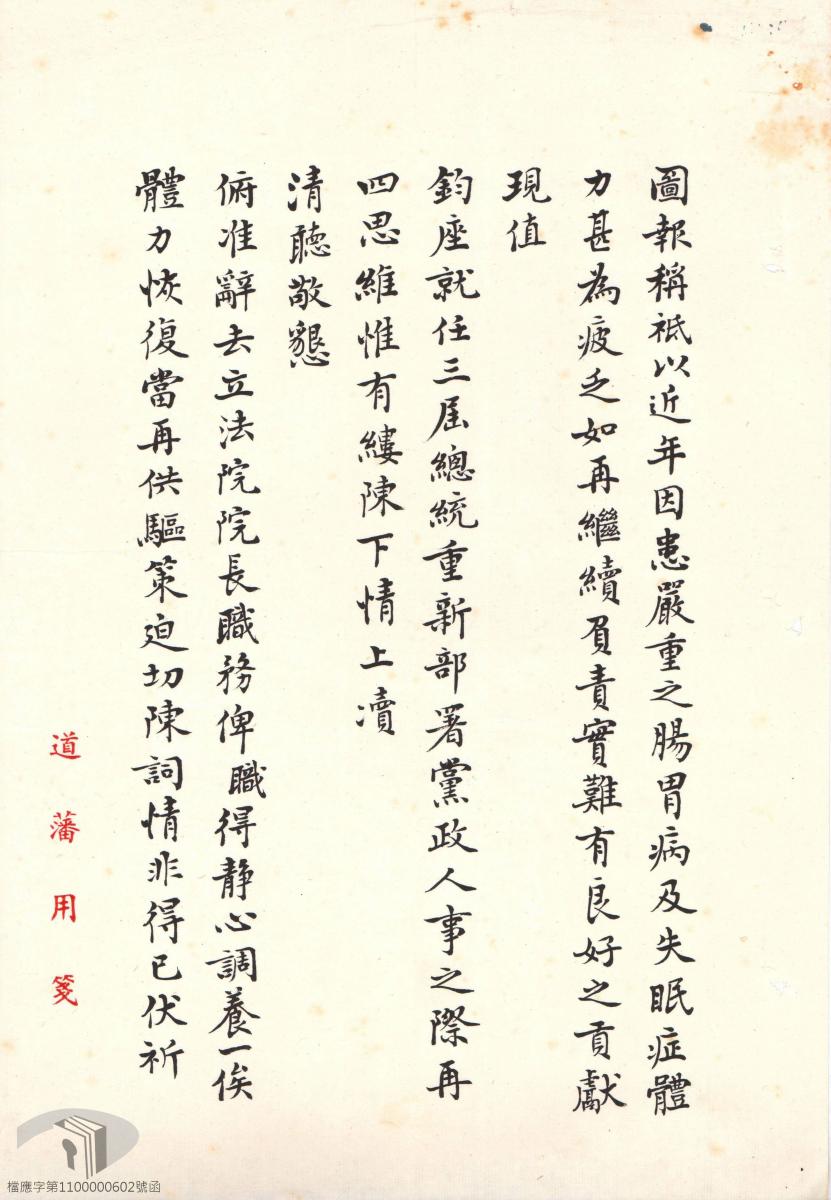 圖報稱祇以近年因患嚴重之腸胃病及失眠症體
力甚為疲乏如再繼續負責實難有良好之貢獻
現值
鈞座就任三屆總統重新部署黨政人事之際再
四思維惟有縷陳下情上瀆
清聽敬懇
俯准辭去立法院院長職務俾職得靜心調養一俟
體力恢復當再供驅策迫切陳詞情非得已伏祈
道藩用箋
檔應字第1100000602號函